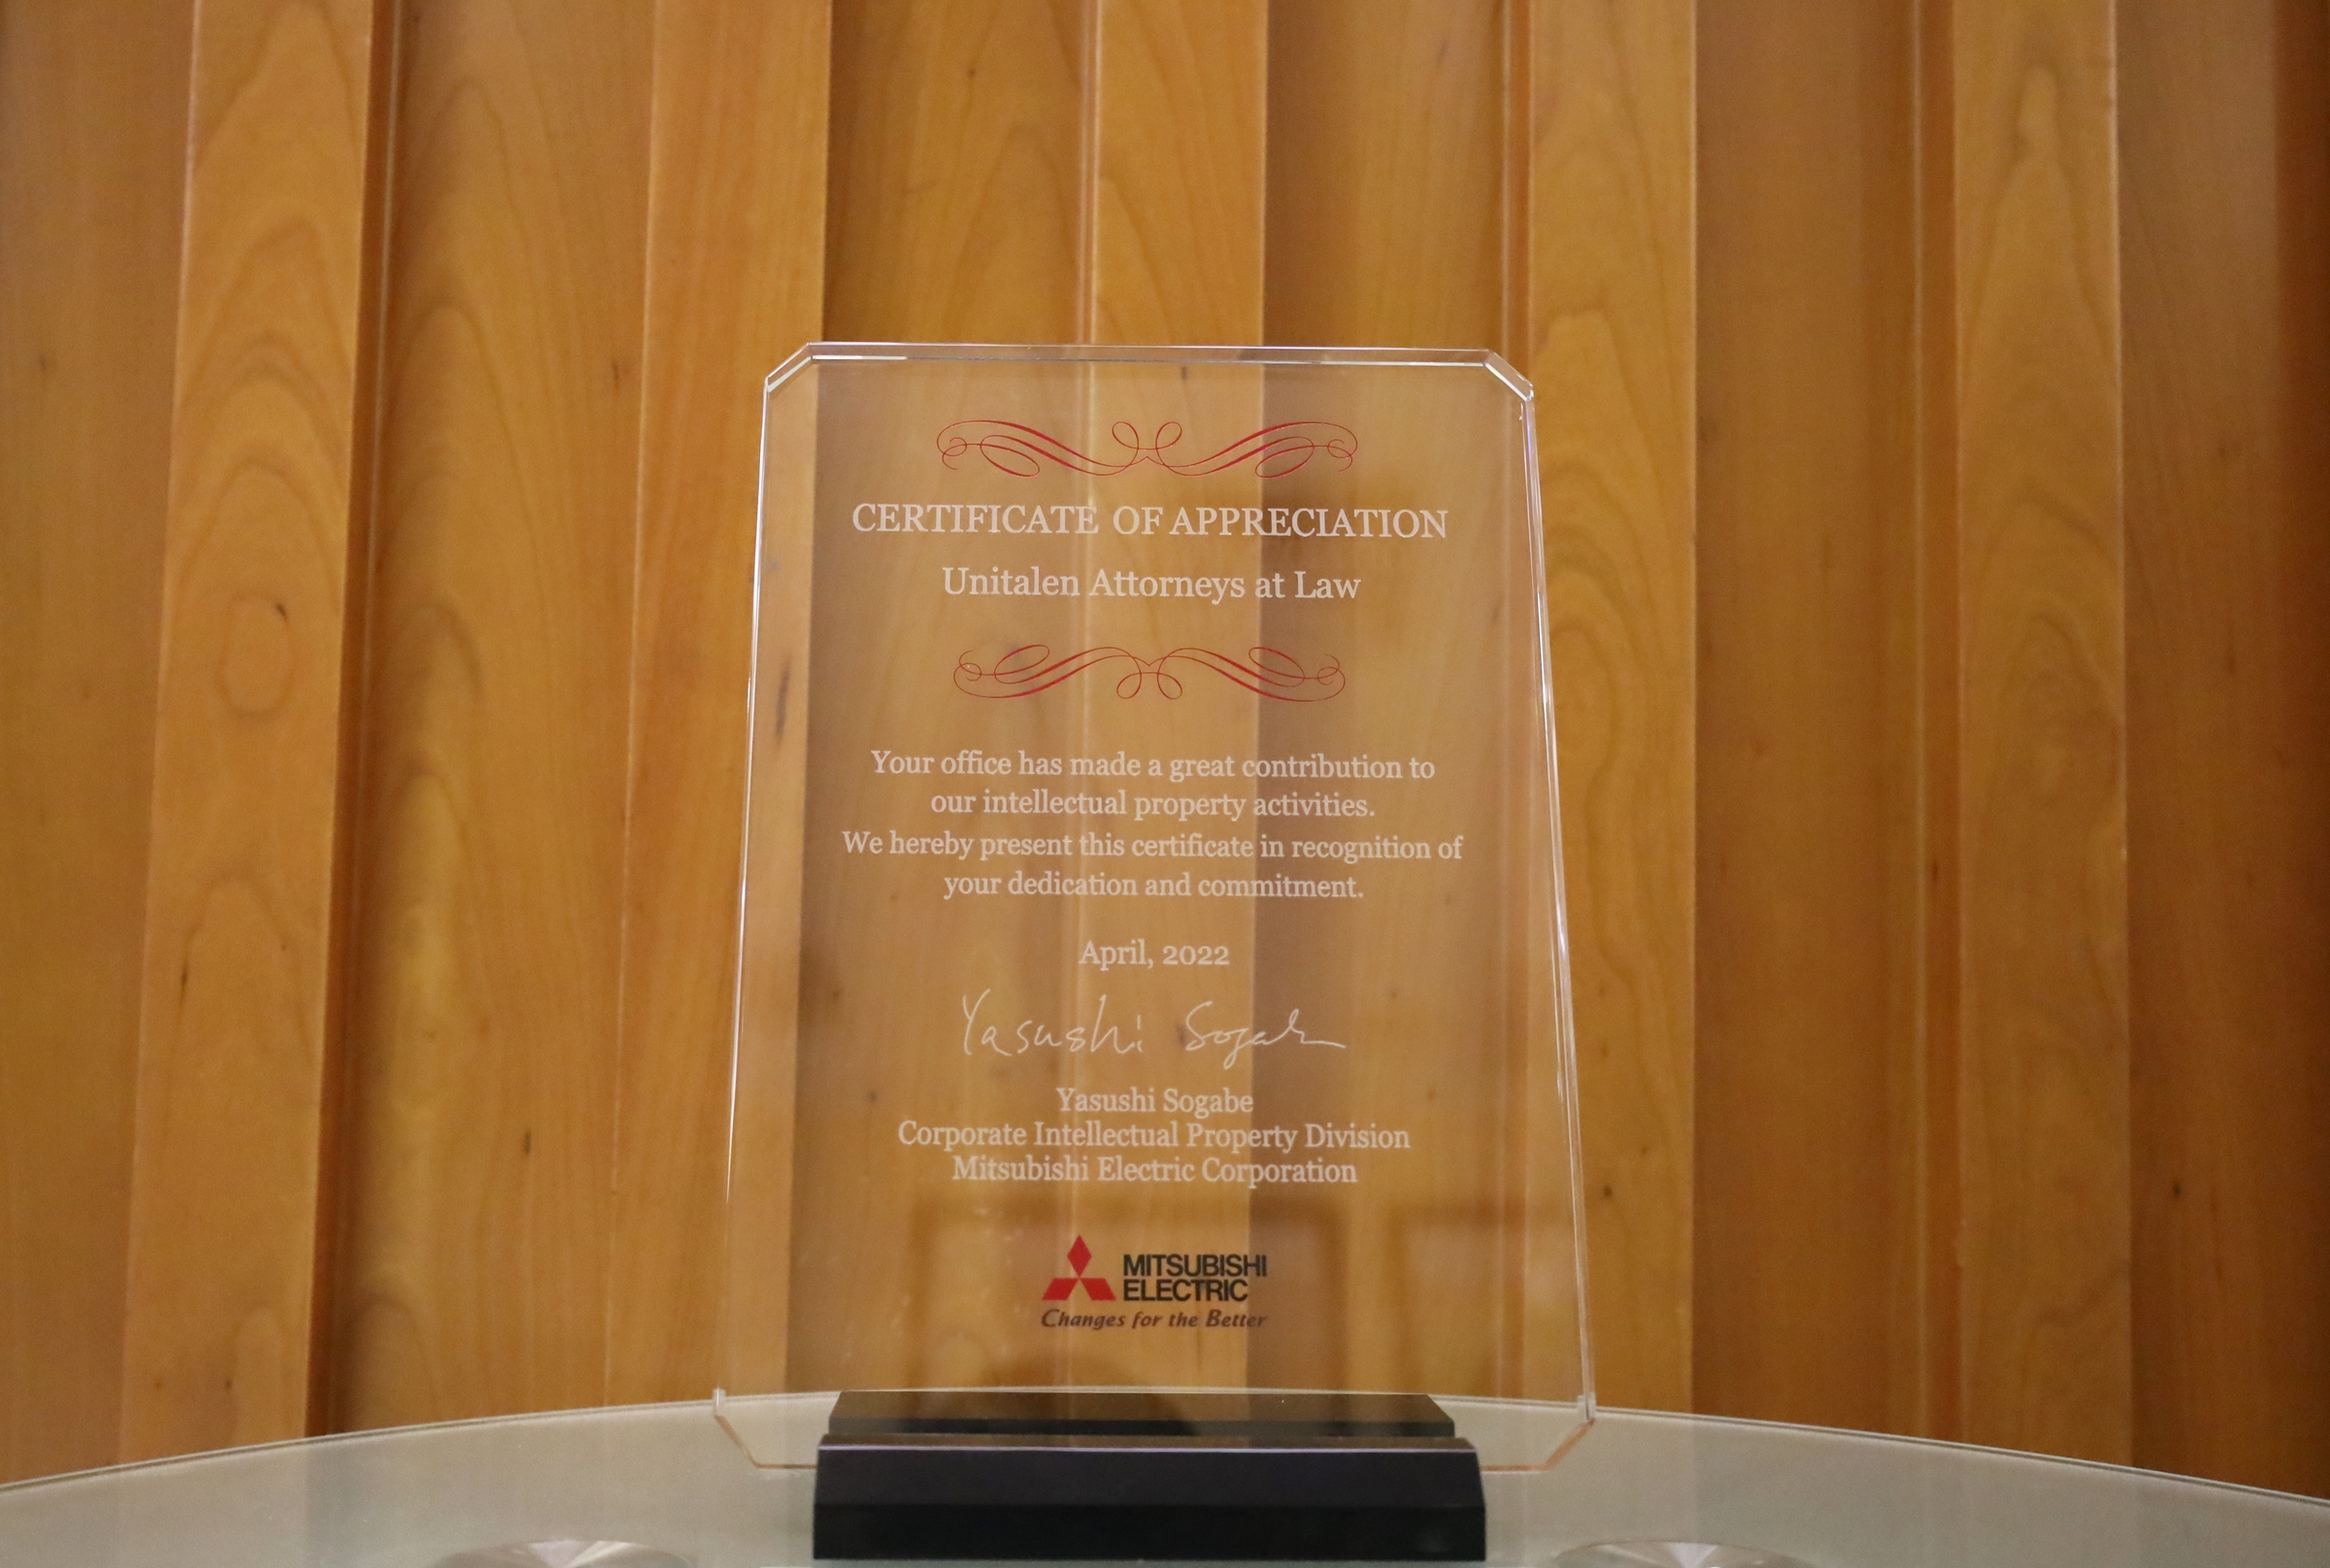 CERTIFICATE OF APPRECIATION
Unitalen Attorneys at Law
Your office has made a great contribution to
our intellectual property activities.
We hereby present this certificate in recognition of
your dedication and commitment.
April, 2022
Yasushi Sogabe
Yasushi Sogabe
Corporate Intellectual Property Division
Mitsubishi Electric Corporation
MITSUBISHI
ELECTRIC
Changes for the Better